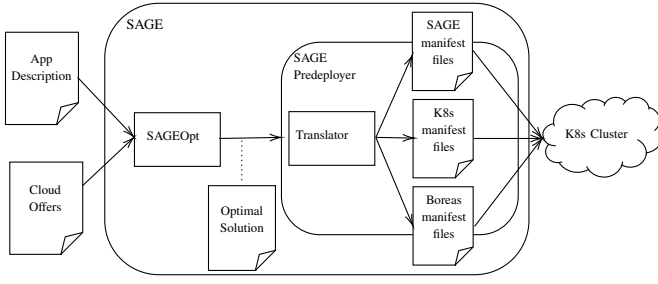 SAGE
App
Description
Cloud
Offers
SAGEOpt
Optimal
Solution
SAGE
Predeployer
Translator
SAGE
manifest
files
K8s
manifest
files
Boreas
manifest
files
K8s Cluster